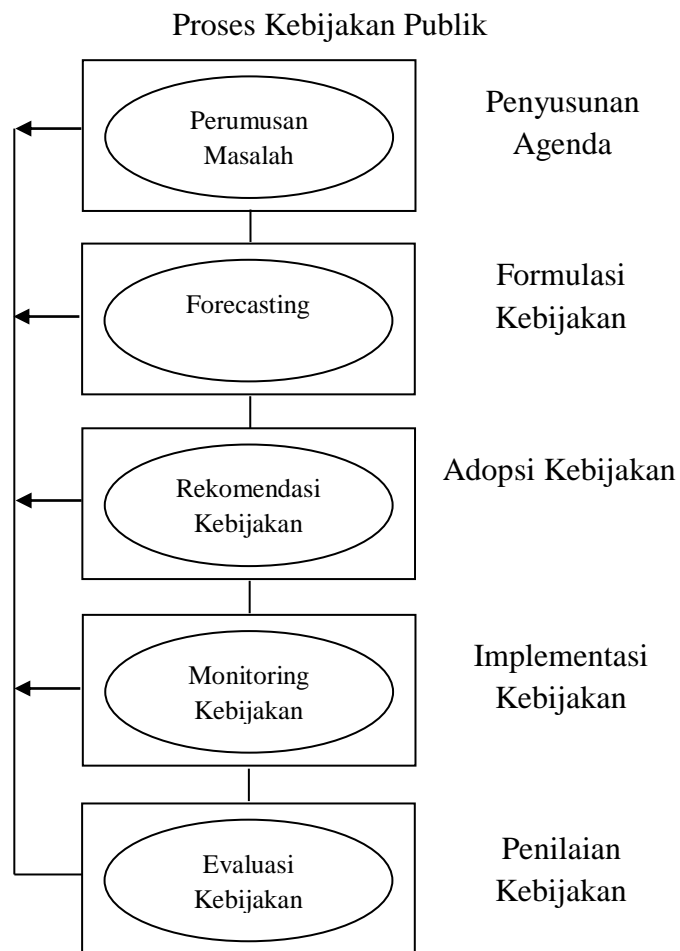 Proses Kebijakan Publik
Perumusan
Masalah
Penyusunan
Agenda
Forecasting
Formulasi
Kebijakan
Rekomendasi
Kebijakan
Adopsi Kebijakan
Monitoring
Kebijakan
Implementasi
Kebijakan
Evaluasi
Kebijakan
Penilaian
Kebijakan